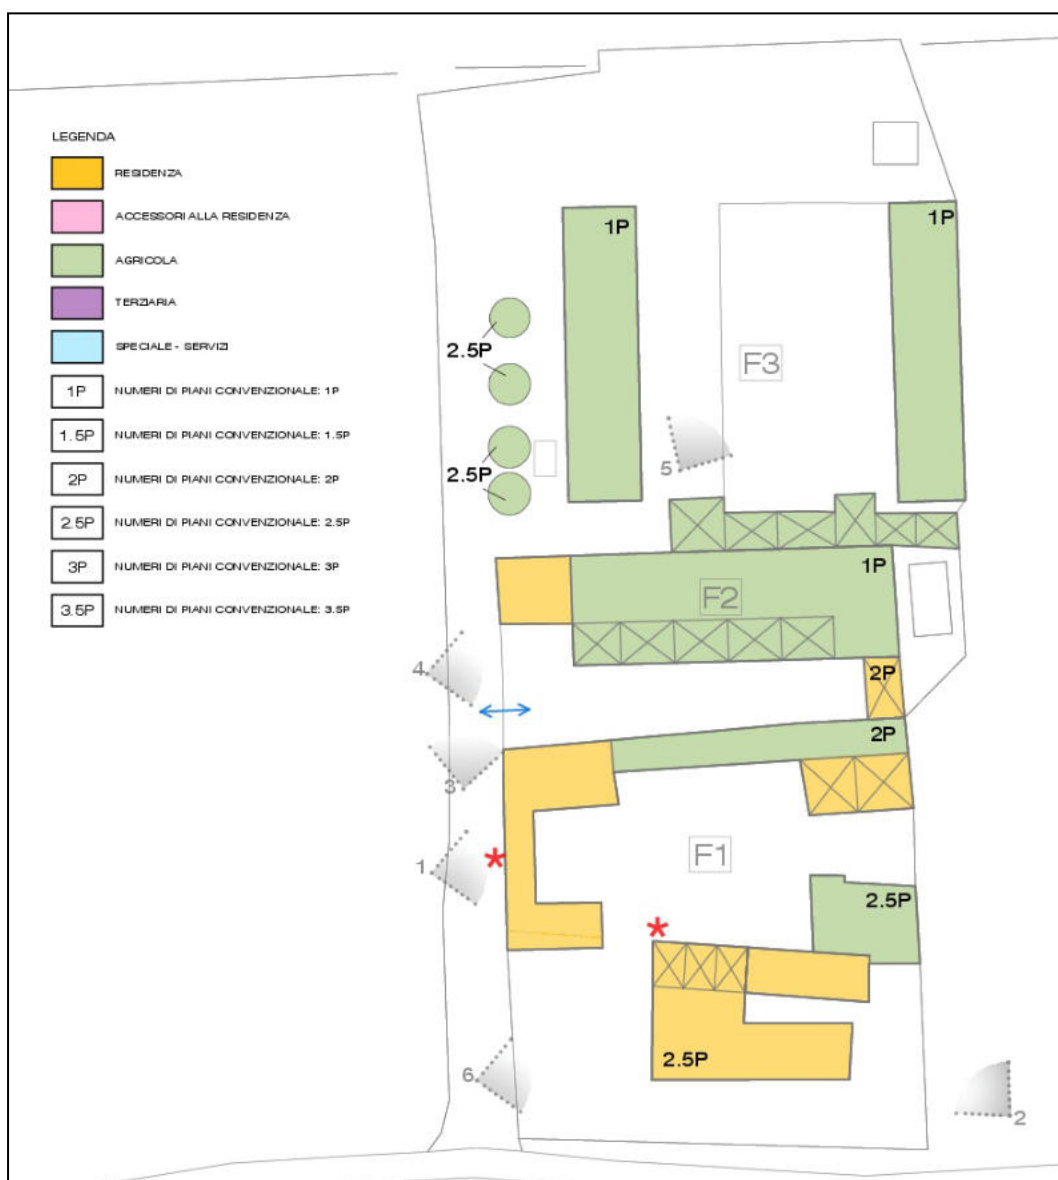 LEGENDA
RESIDENZA
ACCESSORI ALLA RESIDENZA
AGRICOLA
TERZIARIA
SPECIALE - SERVIZI
1P NUMERI DI PIANI CONVENZIONALE: 1P
1.5P NUMERI DI PIANI CONVENZIONALE: 1.5P
2P NUMERI DI PIANI CONVENZIONALE: 2P
2.5P NUMERI DI PIANI CONVENZIONALE: 2.5P
3P NUMERI DI PIANI CONVENZIONALE: 3P
3.5P NUMERI DI PIANI CONVENZIONALE: 3.5P
1P
1P
2.5P
F3
5
2.5P
1P
F2
4
2P
2P
3
1
F1
2.5P
2.5P
6
2